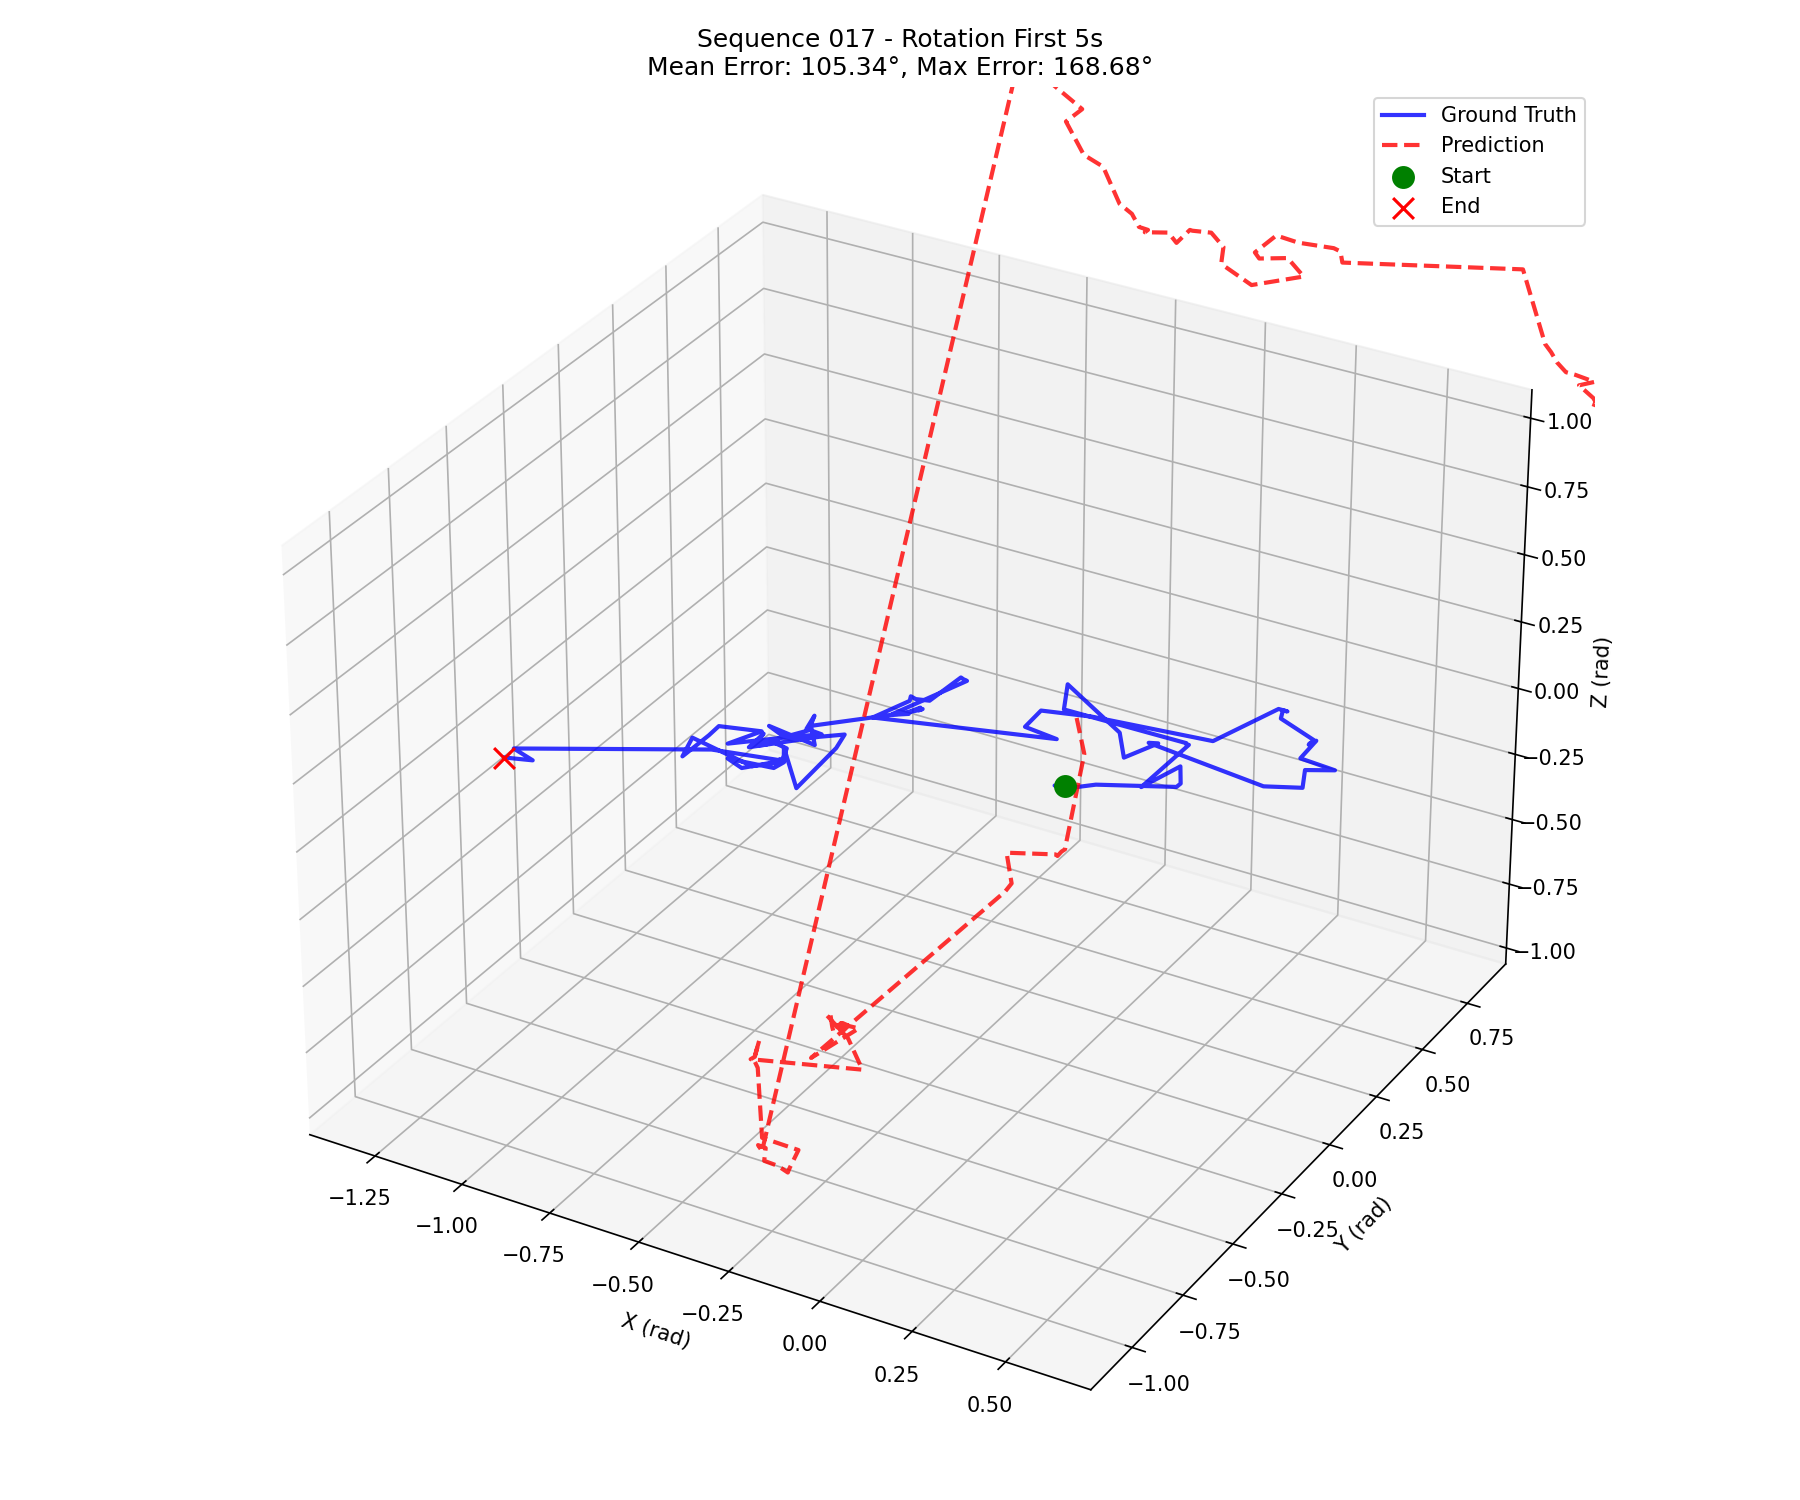 Sequence 017 - Rotation First 5s
Mean Error: 105.34°, Max Error: 168.68°
Ground Truth
Prediction
Start
End
1.00
0.75
0.50
0.25
0.00
−0.25
−0.50
−0.75
−1.00
Z (rad)
0.75
0.50
0.25
0.00
−0.25
−0.50
−0.75
−1.00
Y (rad)
−1.25
−1.00
−0.75
−0.50
−0.25
0.00
0.25
0.50
X (rad)